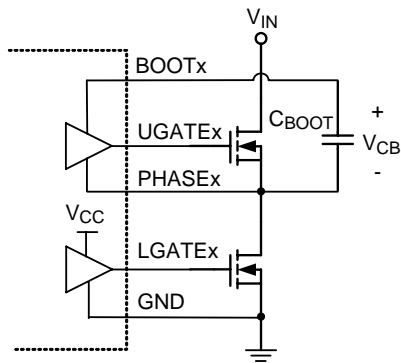 VIN
BOOTx
CBOOT
+
VCB
-
UGATEx
PHASEx
VCC
LGATEx
GND